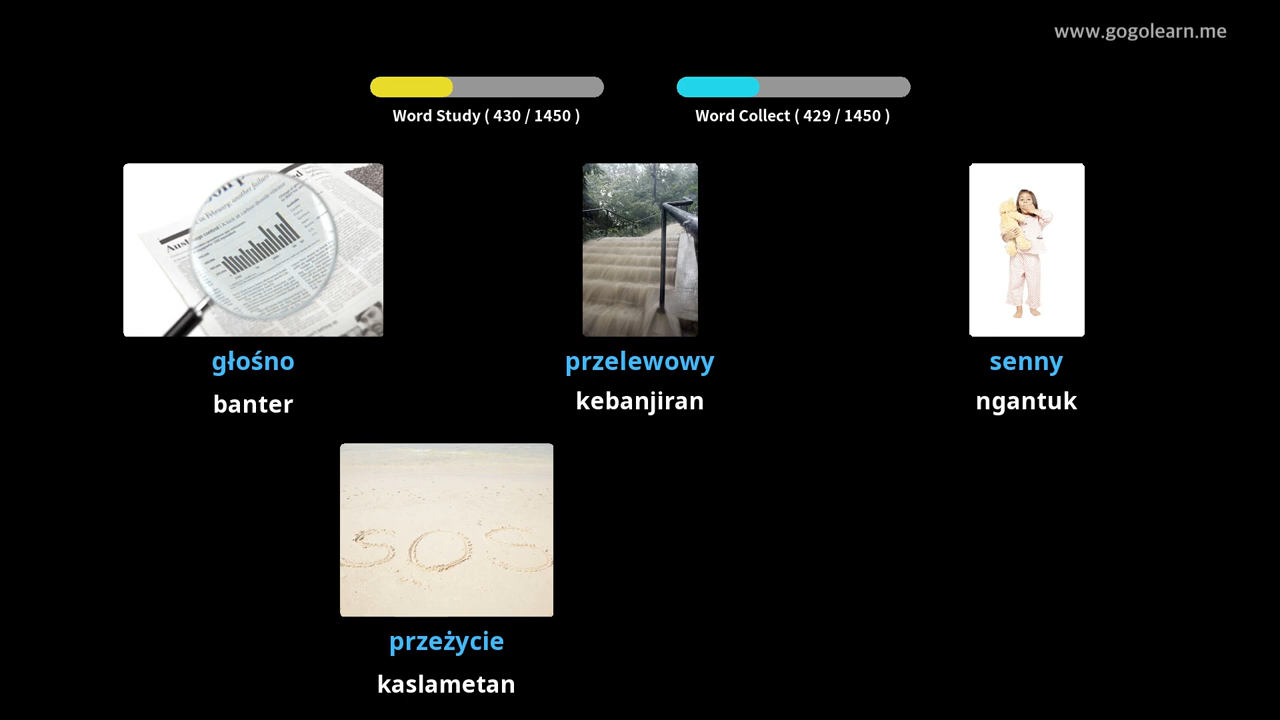 www.gogolearn.me
Word Study ( 430 / 1450 )
Word Collect ( 429 / 1450 )
głośno
przelewowy
senny
banter
kebanjiran
ngantuk
SOS
przeżycie
kaslametan